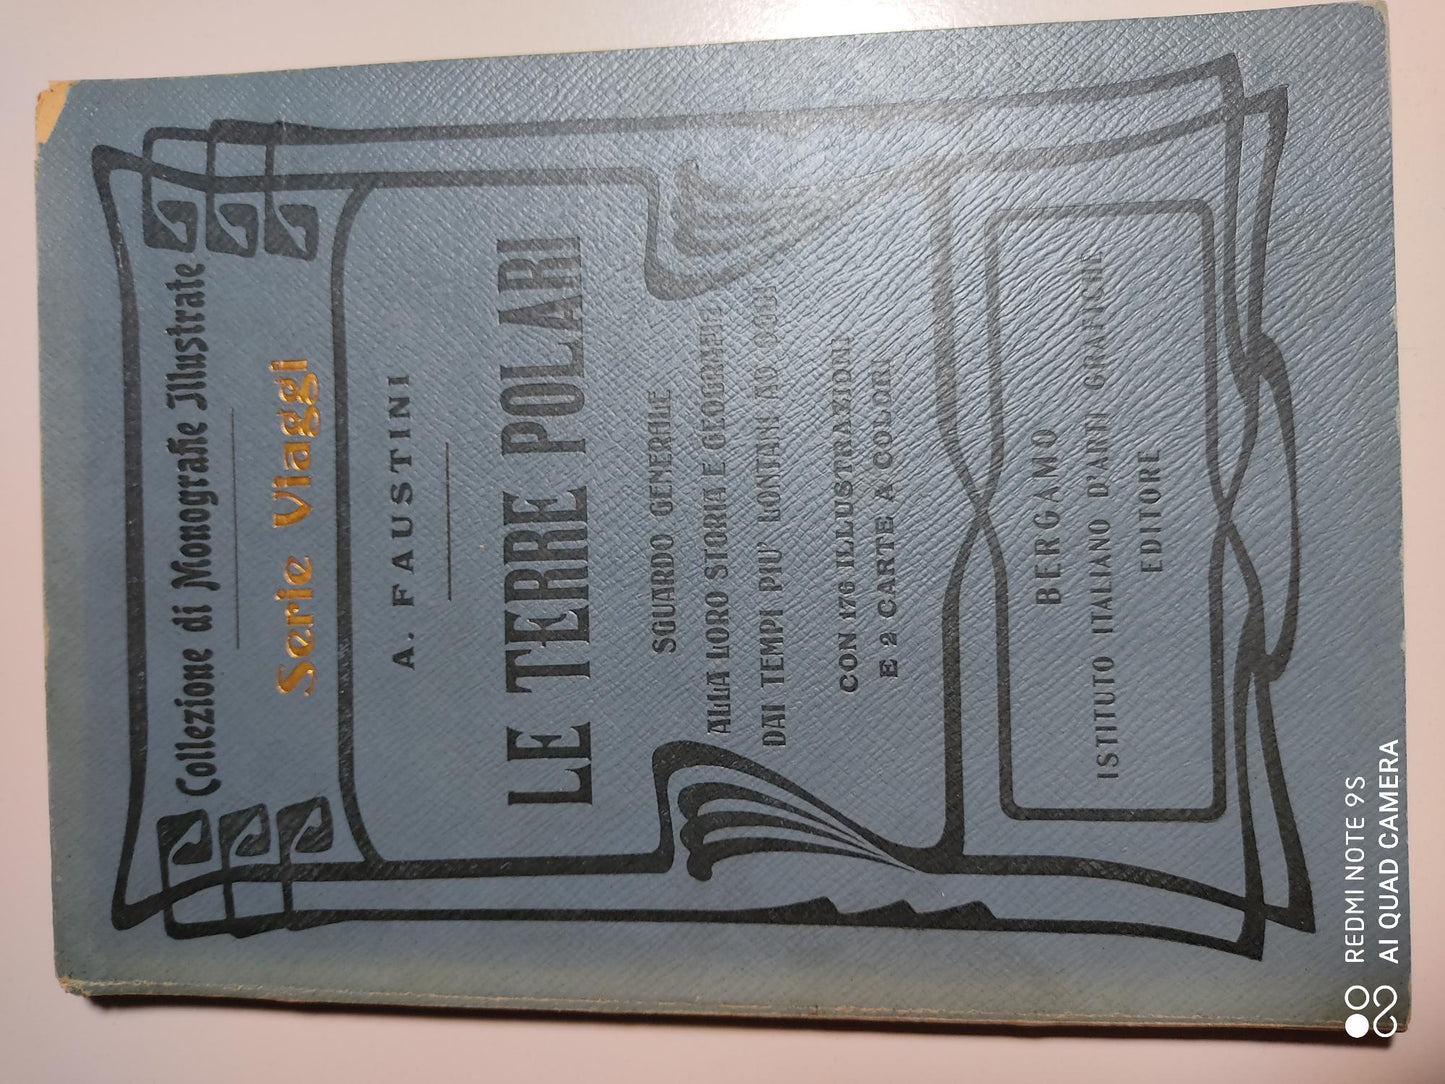 Collezione di Monografie Illustrate
Serie Viaggi
A. FAUSTINI
LE TERRE POLARI
SGUARDO GENERALE
ALLA LORO STORIA E GEOGRAFIA
DAI TEMPI PIU' LONTANI AD OGGI
CON 176 ILLUSTRAZIONI
E 2 CARTE A COLORI
BERGAMO
ISTITUTO ITALIANO D'ARTI GRAFICHE
EDITORE
REDMI NOTE 9S
AI QUAD CAMERA